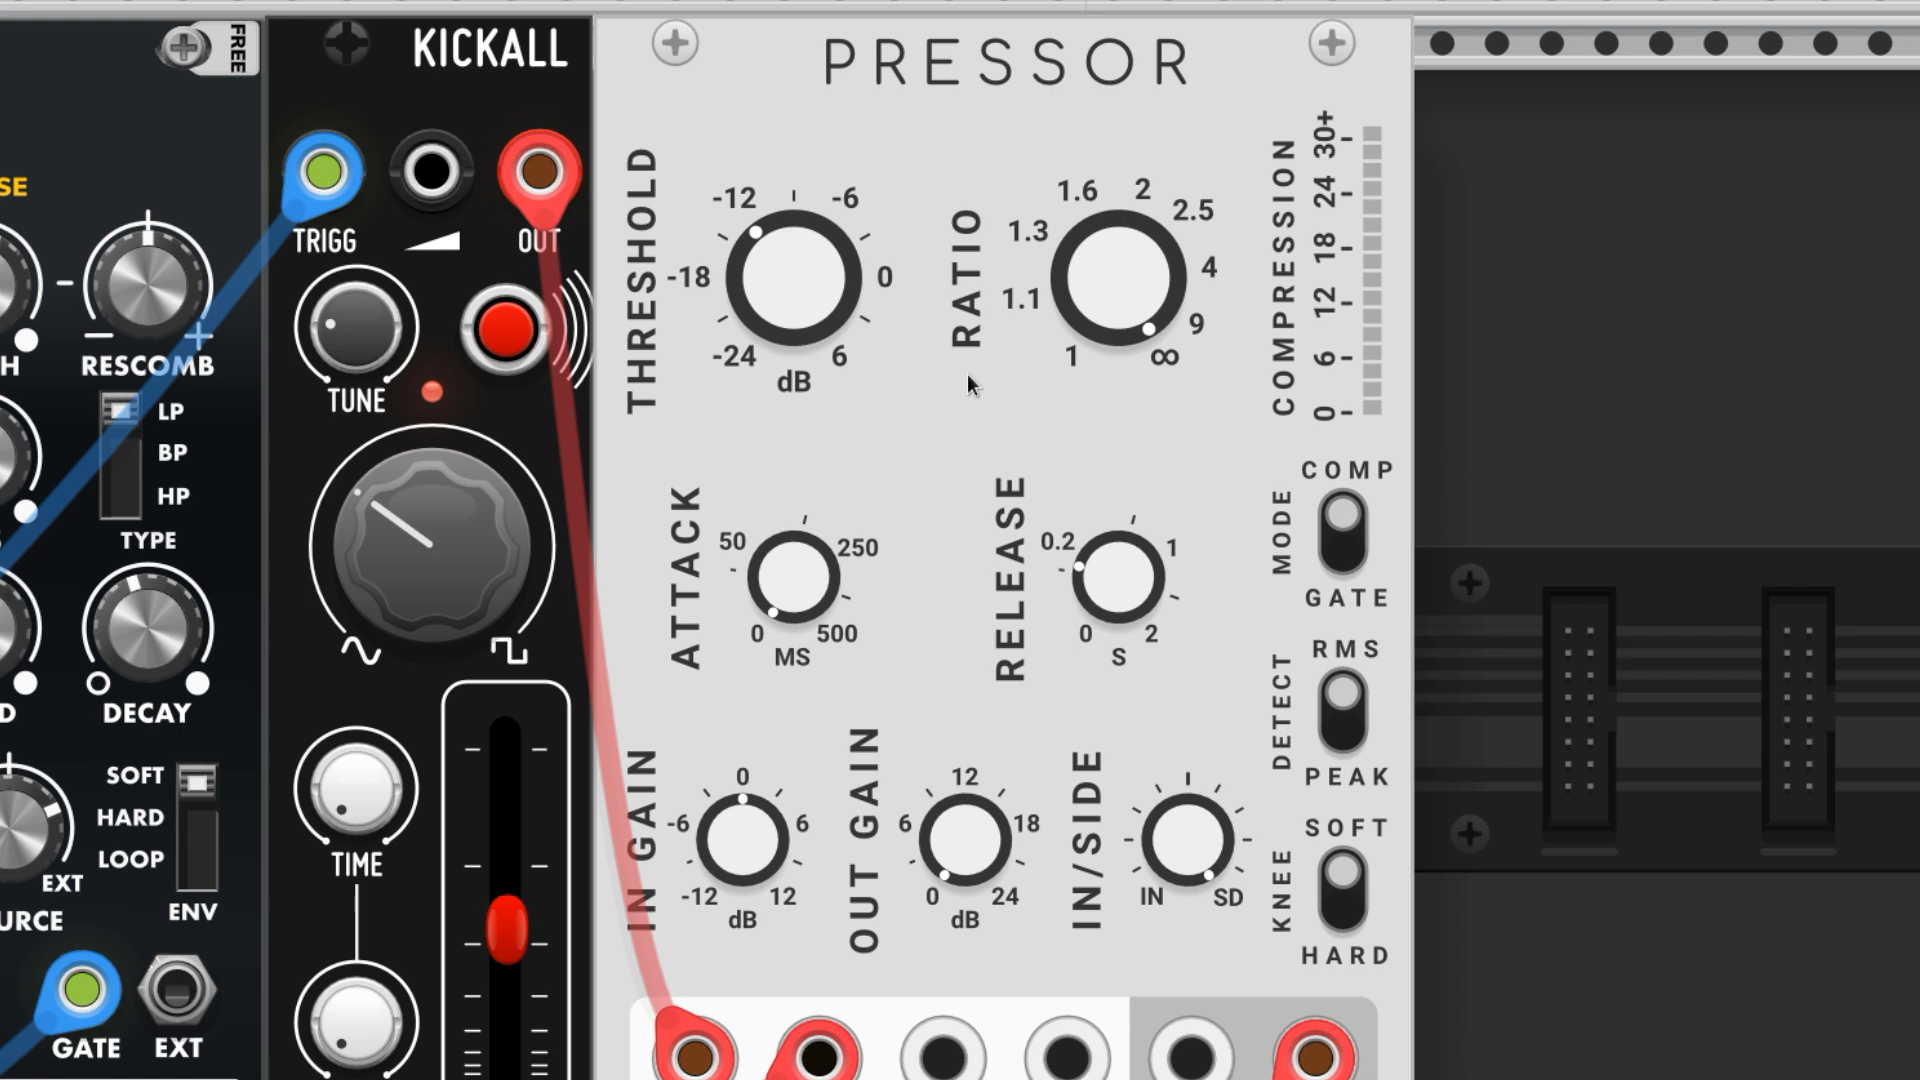 FREE
SE
H
RESCOMB
LP
BP
HP
TYPE
D
DECAY
SOFT
HARD
LOOP
EXT
ENV
URCE
GATE
EXT
KICKALL
TRIGG
OUT
TUNE
TIME
PRESSOR
THRESHOLD
-12
-6
-18
0
-24
6
dB
RATIO
1.6
2
1.3
2.5
1.1
4
9
1
∞
COMPRESSION
30+
24
18
12
6
0
ATTACK
50
250
0
500
MS
RELEASE
0.2
1
0
2
S
MODE
COMP
GATE
DETECT
RMS
PEAK
IN GAIN
0
-6
6
-12
12
dB
OUT GAIN
12
6
18
0
24
dB
IN/SIDE
IN
SD
KNEE
SOFT
HARD